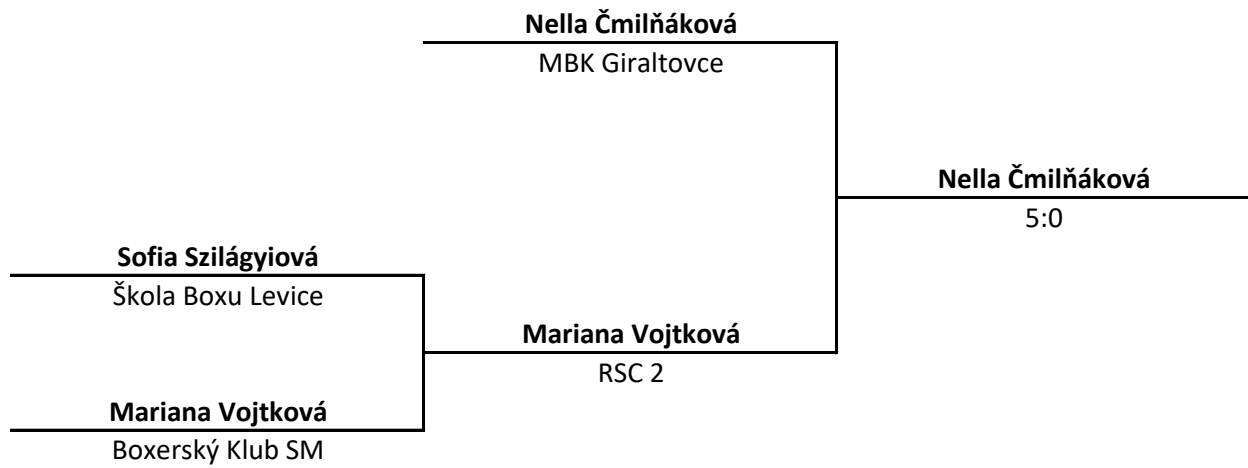 Nella Čmilňáková
MBK Giraltovce
Nella Čmilňáková
5:0
Sofia Szilágyiová
Škola Boxu Levice
Mariana Vojtková
RSC 2
Mariana Vojtková
Boxerský Klub SM